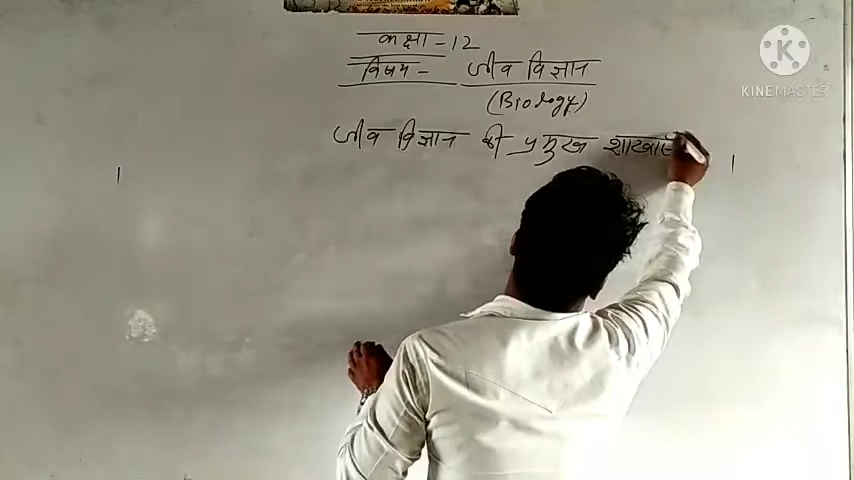 कक्षा - 12
विषय - जीव विज्ञान
(Biology)
जीव विज्ञान की प्रमुख शाखाएँ
KINEMASTER